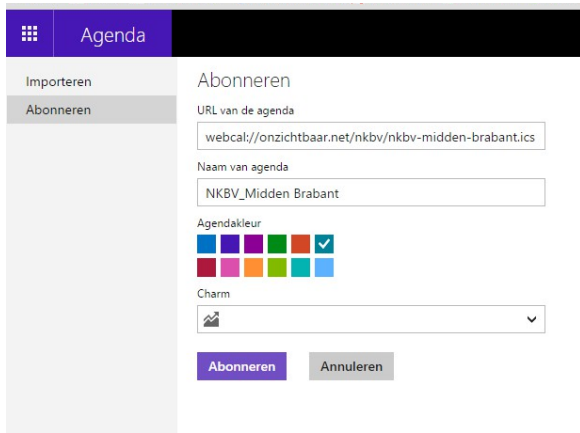 Agenda
Importeren
Abonneren
Abonneren
URL van de agenda
webcal://onzichtbaar.net/nkbv/nkbv-midden-brabant.ics
Naam van agenda
NKBV_Midden Brabant
Agendakleur
Charm
Abonneren Annuleren